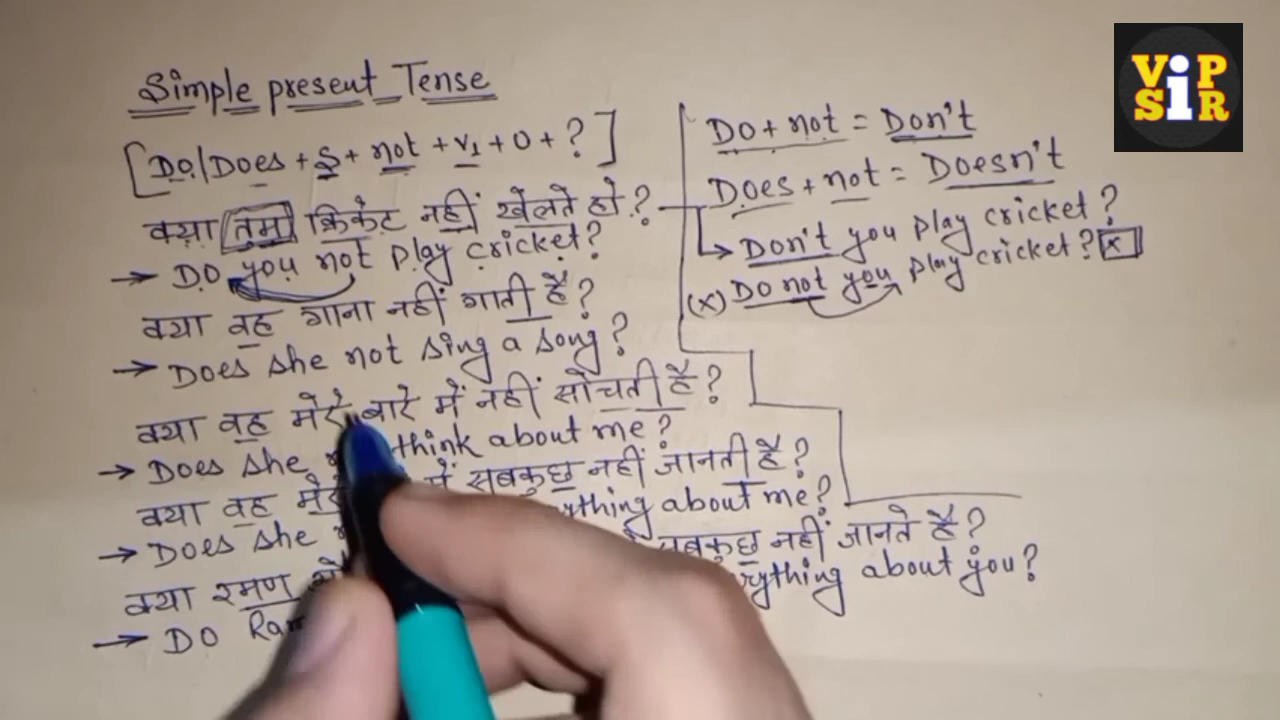 Simple present Tense
[Do/Does + S + not + V1 + O + ?]
क्या तुम क्रिकेट नहीं खेलते हो?
→ Do you not play cricket?
क्या वह गाना नहीं गाती है?
→ Does she not sing a song?
क्या वह मेरे बारे में नहीं सोचती है?
→ Does she think about me?
क्या वह में सबकुछ नहीं जानती है?
→ Does she about me?
क्या रमण सबकुछ नहीं जानते है?
→ Do about you?
Do + not = Don't
Does + not = Doesn't
→ Don't you play cricket?
(x) Do not you play cricket? x
ViP
SiR